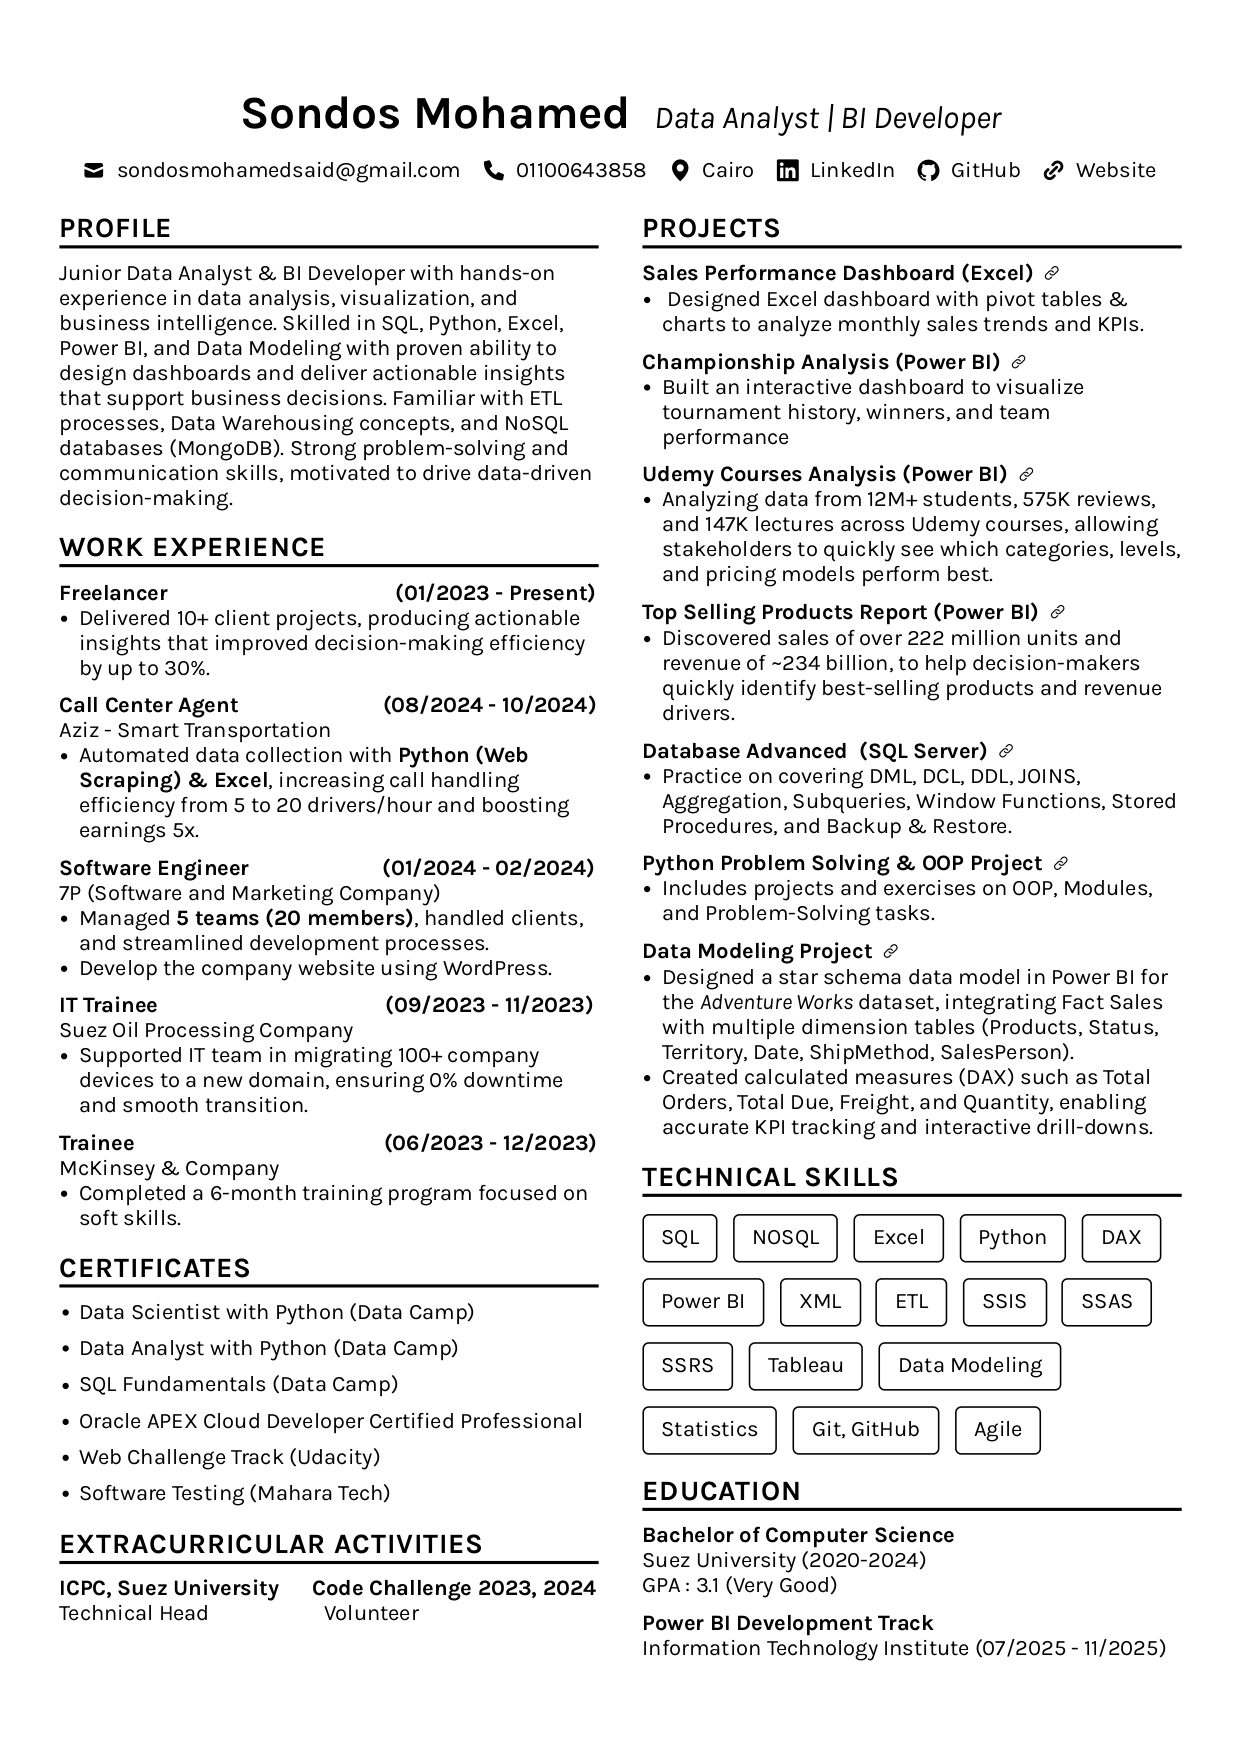 Sondos Mohamed Data Analyst | BI Developer
sondosmohamedsaid@gmail.com 01100643858 Cairo LinkedIn GitHub Website
PROFILE
Junior Data Analyst & BI Developer with hands-on
experience in data analysis, visualization, and
business intelligence. Skilled in SQL, Python, Excel,
Power BI, and Data Modeling with proven ability to
design dashboards and deliver actionable insights
that support business decisions. Familiar with ETL
processes, Data Warehousing concepts, and NoSQL
databases (MongoDB). Strong problem-solving and
communication skills, motivated to drive data-driven
decision-making.
WORK EXPERIENCE
Freelancer (01/2023 - Present)
• Delivered 10+ client projects, producing actionable
insights that improved decision-making efficiency
by up to 30%.
Call Center Agent (08/2024 - 10/2024)
Aziz - Smart Transportation
• Automated data collection with Python (Web
Scraping) & Excel, increasing call handling
efficiency from 5 to 20 drivers/hour and boosting
earnings 5x.
Software Engineer (01/2024 - 02/2024)
7P (Software and Marketing Company)
• Managed 5 teams (20 members), handled clients,
and streamlined development processes.
• Develop the company website using WordPress.
IT Trainee (09/2023 - 11/2023)
Suez Oil Processing Company
• Supported IT team in migrating 100+ company
devices to a new domain, ensuring 0% downtime
and smooth transition.
Trainee (06/2023 - 12/2023)
McKinsey & Company
• Completed a 6-month training program focused on
soft skills.
CERTIFICATES
• Data Scientist with Python (Data Camp)
• Data Analyst with Python (Data Camp)
• SQL Fundamentals (Data Camp)
• Oracle APEX Cloud Developer Certified Professional
• Web Challenge Track (Udacity)
• Software Testing (Mahara Tech)
EXTRACURRICULAR ACTIVITIES
ICPC, Suez University Code Challenge 2023, 2024
Technical Head Volunteer
PROJECTS
Sales Performance Dashboard (Excel)
• Designed Excel dashboard with pivot tables &
charts to analyze monthly sales trends and KPIs.
Championship Analysis (Power BI)
• Built an interactive dashboard to visualize
tournament history, winners, and team
performance
Udemy Courses Analysis (Power BI)
• Analyzing data from 12M+ students, 575K reviews,
and 147K lectures across Udemy courses, allowing
stakeholders to quickly see which categories, levels,
and pricing models perform best.
Top Selling Products Report (Power BI)
• Discovered sales of over 222 million units and
revenue of ~234 billion, to help decision-makers
quickly identify best-selling products and revenue
drivers.
Database Advanced (SQL Server)
• Practice on covering DML, DCL, DDL, JOINS,
Aggregation, Subqueries, Window Functions, Stored
Procedures, and Backup & Restore.
Python Problem Solving & OOP Project
• Includes projects and exercises on OOP, Modules,
and Problem-Solving tasks.
Data Modeling Project
• Designed a star schema data model in Power BI for
the Adventure Works dataset, integrating Fact Sales
with multiple dimension tables (Products, Status,
Territory, Date, ShipMethod, SalesPerson).
• Created calculated measures (DAX) such as Total
Orders, Total Due, Freight, and Quantity, enabling
accurate KPI tracking and interactive drill-downs.
TECHNICAL SKILLS
SQL NOSQL Excel Python DAX
Power BI XML ETL SSIS SSAS
SSRS Tableau Data Modeling
Statistics Git, GitHub Agile
EDUCATION
Bachelor of Computer Science
Suez University (2020-2024)
GPA : 3.1 (Very Good)
Power BI Development Track
Information Technology Institute (07/2025 - 11/2025)